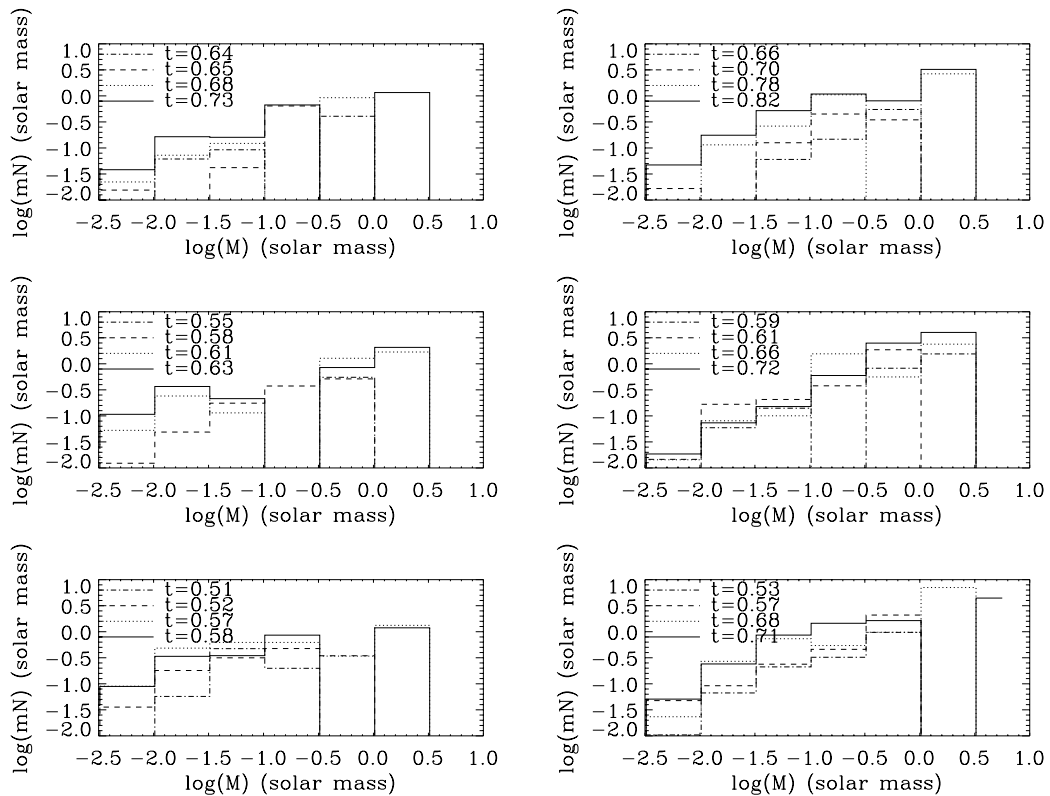 log(mN) (solar mass)
1.0
0.5
0.0
−0.5
−1.0
−1.5
−2.0
t=0.64
t=0.65
t=0.68
t=0.73
−2.5 −2.0 −1.5 −1.0 −0.5 0.0 0.5 1.0
log(M) (solar mass)
log(mN) (solar mass)
1.0
0.5
0.0
−0.5
−1.0
−1.5
−2.0
t=0.66
t=0.70
t=0.78
t=0.82
−2.5 −2.0 −1.5 −1.0 −0.5 0.0 0.5 1.0
log(M) (solar mass)
log(mN) (solar mass)
1.0
0.5
0.0
−0.5
−1.0
−1.5
−2.0
t=0.55
t=0.58
t=0.61
t=0.63
−2.5 −2.0 −1.5 −1.0 −0.5 0.0 0.5 1.0
log(M) (solar mass)
log(mN) (solar mass)
1.0
0.5
0.0
−0.5
−1.0
−1.5
−2.0
t=0.59
t=0.61
t=0.66
t=0.72
−2.5 −2.0 −1.5 −1.0 −0.5 0.0 0.5 1.0
log(M) (solar mass)
log(mN) (solar mass)
1.0
0.5
0.0
−0.5
−1.0
−1.5
−2.0
t=0.51
t=0.52
t=0.57
t=0.58
−2.5 −2.0 −1.5 −1.0 −0.5 0.0 0.5 1.0
log(M) (solar mass)
log(mN) (solar mass)
1.0
0.5
0.0
−0.5
−1.0
−1.5
−2.0
t=0.53
t=0.57
t=0.68
t=0.71
−2.5 −2.0 −1.5 −1.0 −0.5 0.0 0.5 1.0
log(M) (solar mass)